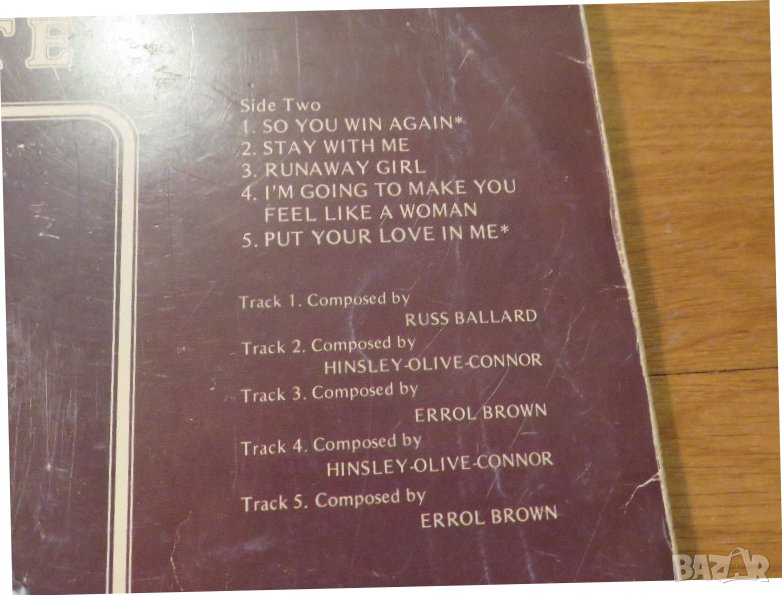 TE
Side Two
1. SO YOU WIN AGAIN*
2. STAY WITH ME
3. RUNAWAY GIRL
4. I'M GOING TO MAKE YOU
FEEL LIKE A WOMAN
5. PUT YOUR LOVE IN ME*
Track 1. Composed by
RUSS BALLARD
Track 2. Composed by
HINSLEY-OLIVE-CONNOR
Track 3. Composed by
ERROL BROWN
Track 4. Composed by
HINSLEY-OLIVE-CONNOR
Track 5. Composed by
ERROL BROWN
BAZAR